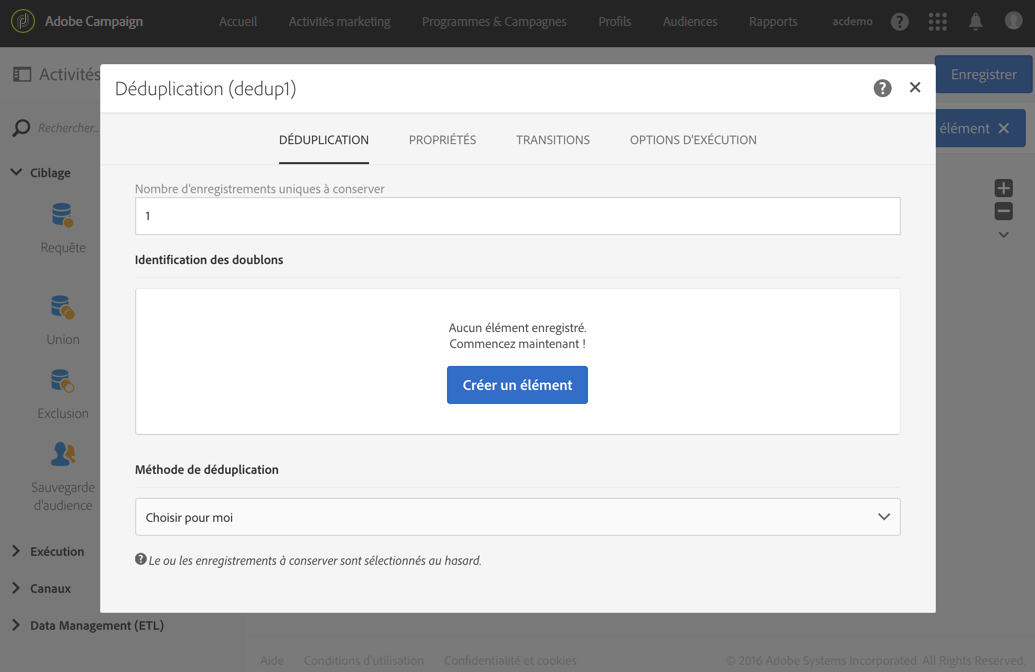 Adobe Campaign
Accueil
Activités marketing
Programmes & Campagnes
Profils
Audiences
Rapports
acdemo
Activités
Enregistrer
Déduplication (dedup1)
Rechercher...
élément
DÉDUPLICATION
PROPRIÉTÉS
TRANSITIONS
OPTIONS D'EXÉCUTION
Ciblage
Nombre d'enregistrements uniques à conserver
1
Requête
Identification des doublons
Union
Aucun élément enregistré.
Commencez maintenant !
Créer un élément
Exclusion
Méthode de déduplication
Sauvegarde
d'audience
Choisir pour moi
Exécution
Le ou les enregistrements à conserver sont sélectionnés au hasard.
Canaux
Data Management (ETL)
Aide
Conditions d'utilisation
Confidentialité et cookies
© 2016 Adobe Systems Incorporated. All Rights Reserved.